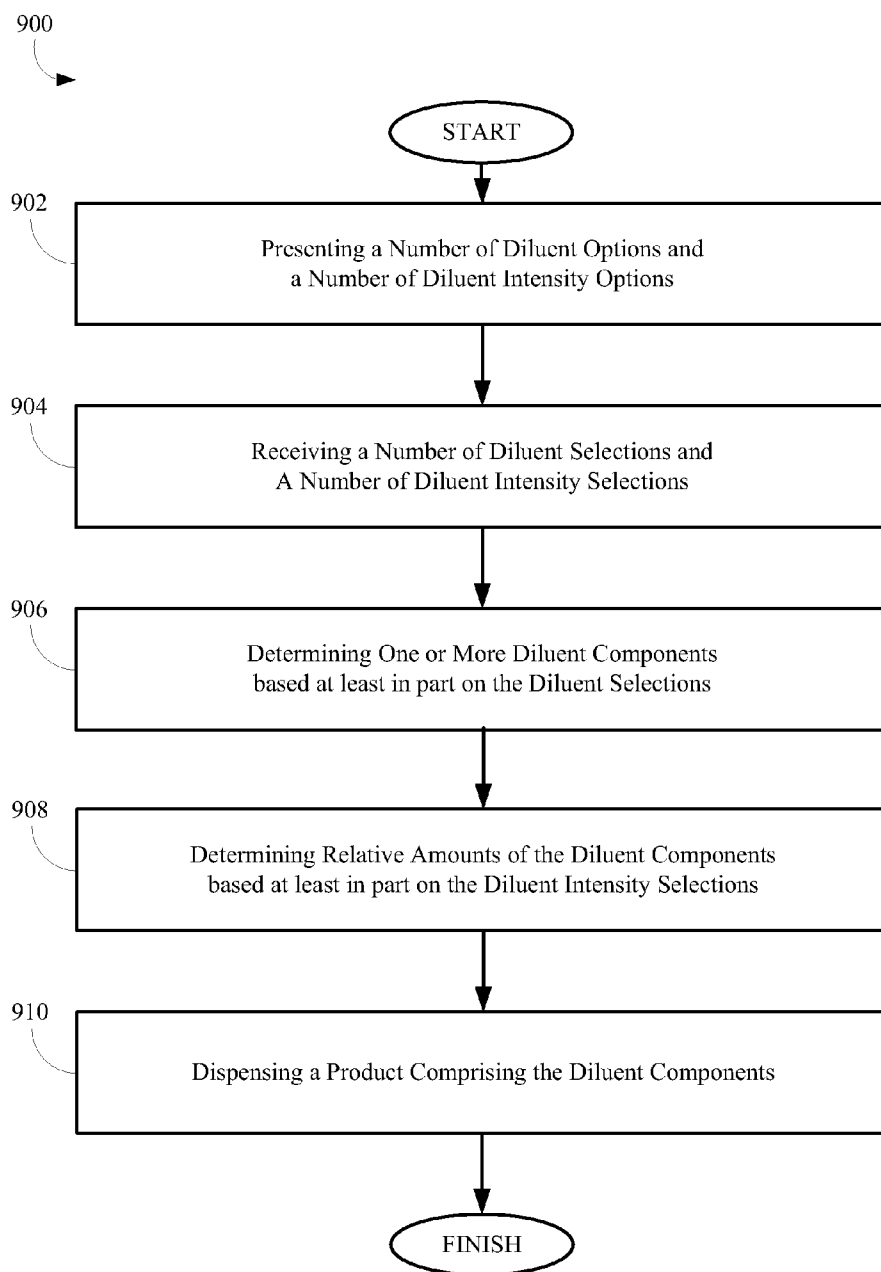 900
START
902
Presenting a Number of Diluent Options and
a Number of Diluent Intensity Options
904
Receiving a Number of Diluent Selections and
A Number of Diluent Intensity Selections
906
Determining One or More Diluent Components
based at least in part on the Diluent Selections
908
Determining Relative Amounts of the Diluent Components
based at least in part on the Diluent Intensity Selections
910
Dispensing a Product Comprising the Diluent Components
FINISH